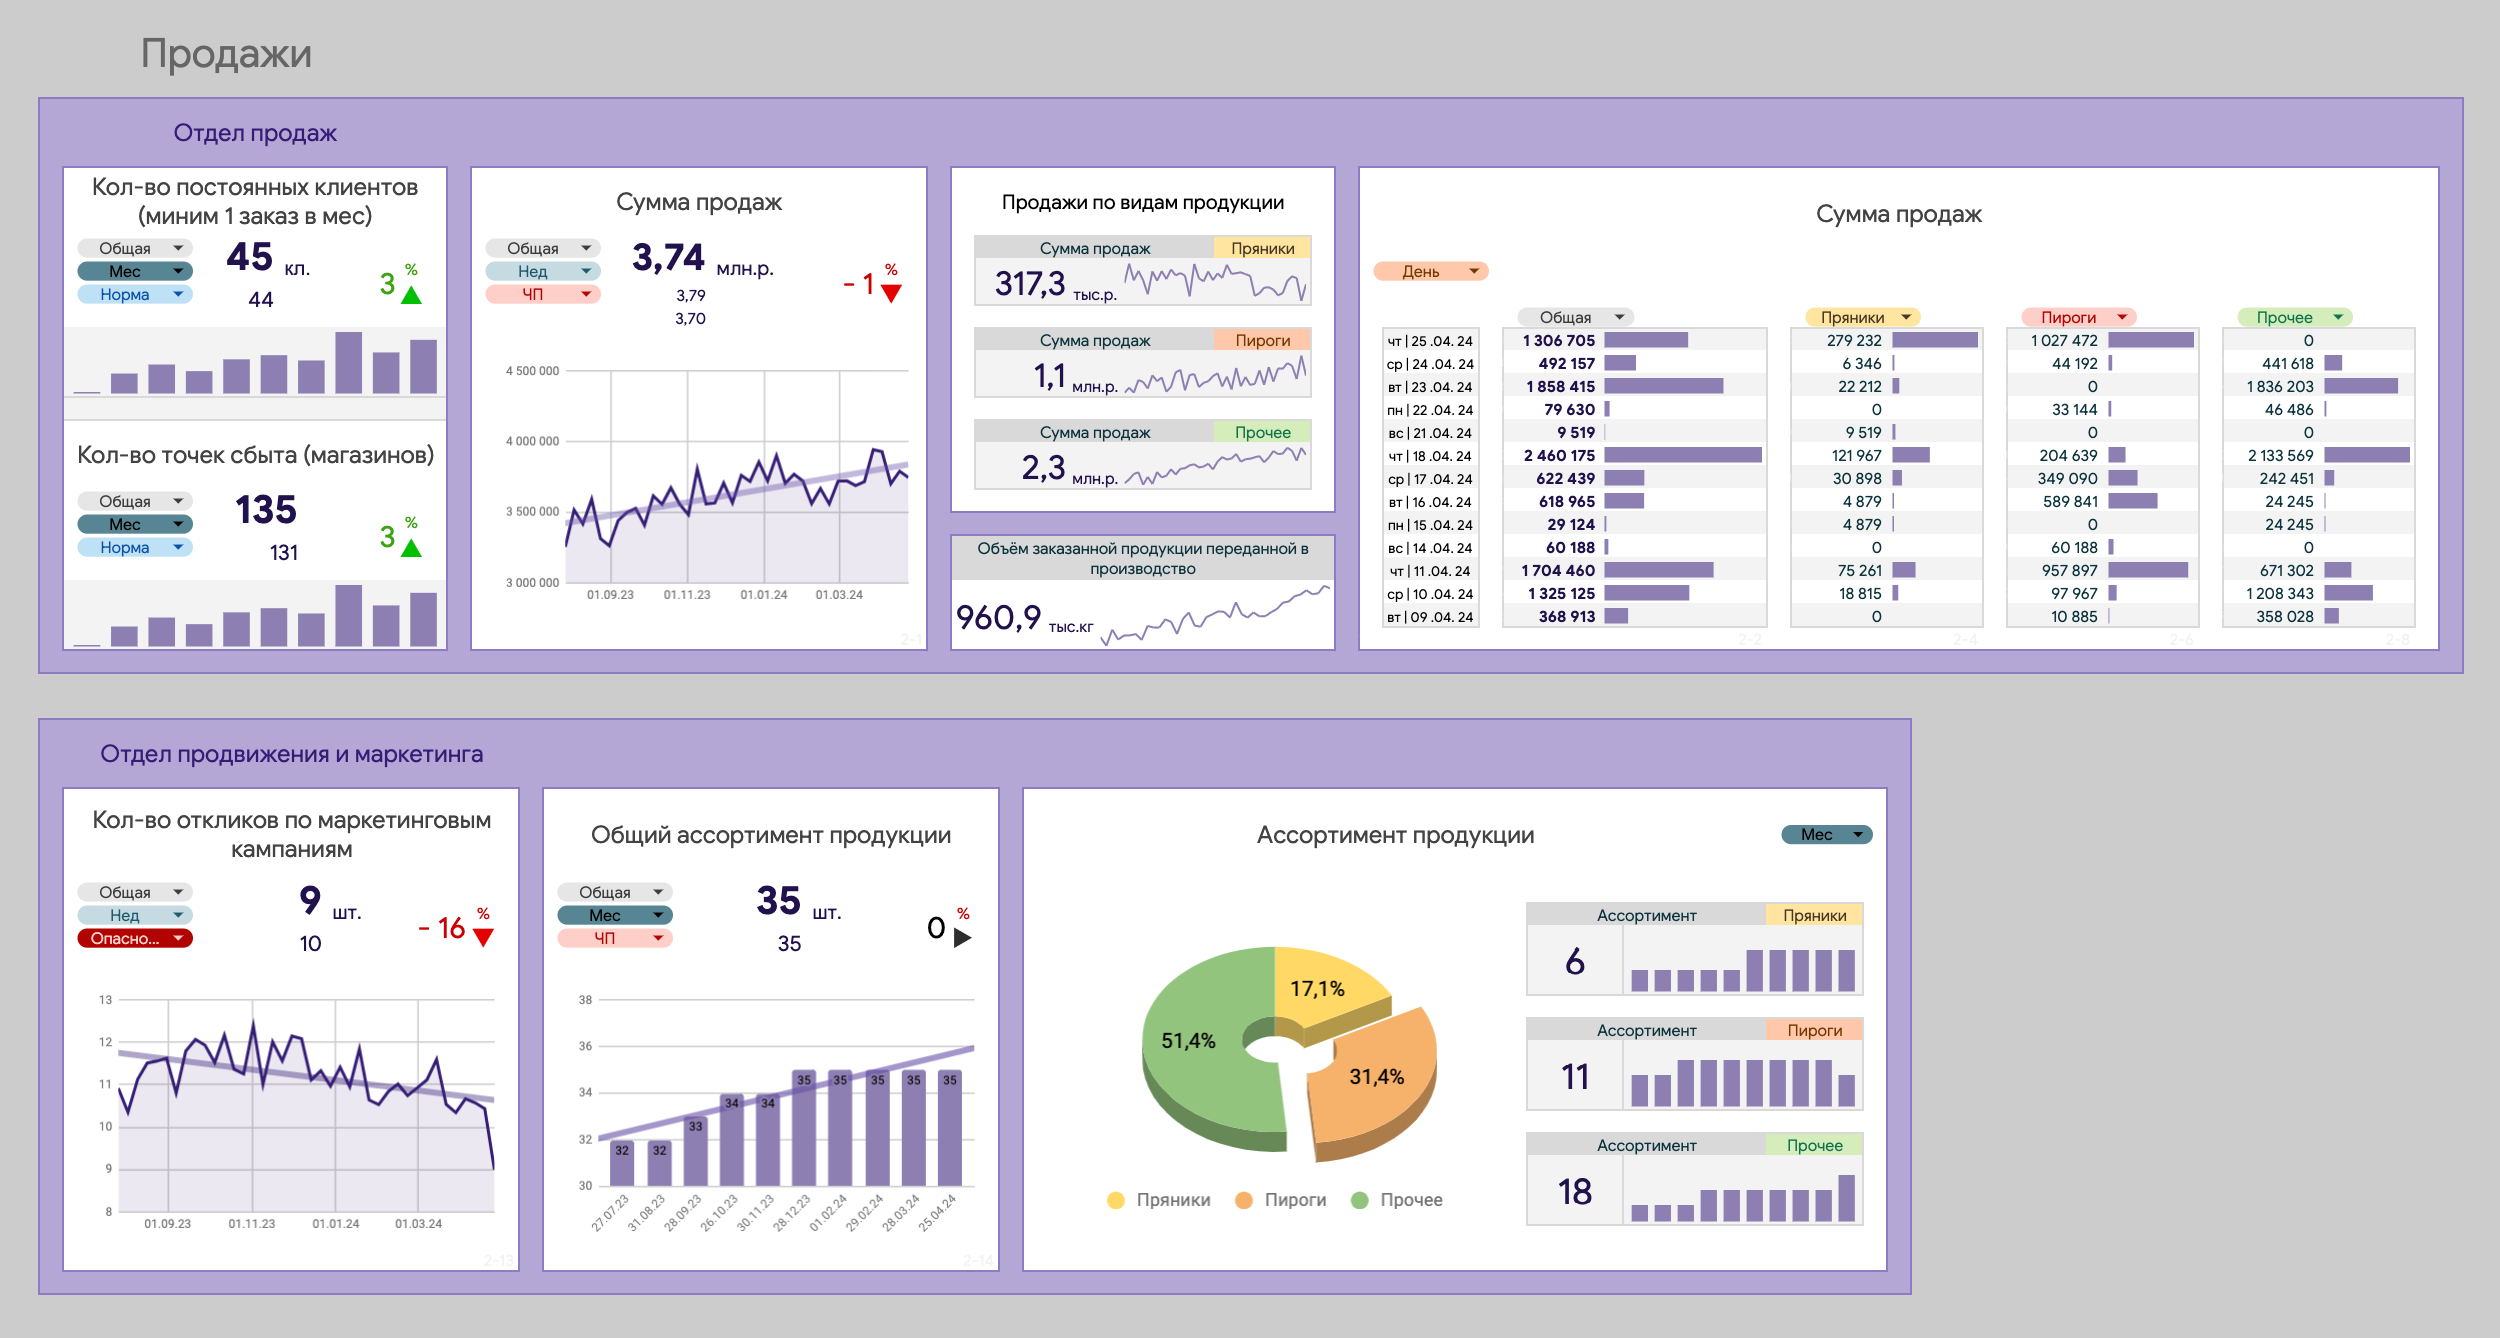 Продажи
Отдел продаж
Кол-во постоянных клиентов
(миним 1 заказ в мес)
Общая
Мес
Норма
45 кл.
44
%
3
Кол-во точек сбыта (магазинов)
Общая
Мес
Норма
135
131
%
3
Сумма продаж
Общая
Нед
ЧП
3,74 млн.р.
3,79
3,70
%
- 1
4 500 000
4 000 000
3 500 000
3 000 000
01.09.23 01.11.23 01.01.24 01.03.24
2-1
Продажи по видам продукции
Сумма продаж Пряники
317,3 тыс.р.
Сумма продаж Пироги
1,1 млн.р.
Сумма продаж Прочее
2,3 млн.р.
Объём заказанной продукции переданной в
производство
960,9 тыс.кг
Сумма продаж
День
Общая Пряники Пироги Прочее
чт | 25 .04. 24 1 306 705 279 232 1 027 472 0
ср | 24 .04. 24 492 157 6 346 44 192 441 618
вт | 23 .04. 24 1 858 415 22 212 0 1 836 203
пн | 22 .04. 24 79 630 0 33 144 46 486
вс | 21 .04. 24 9 519 9 519 0 0
чт | 18 .04. 24 2 460 175 121 967 204 639 2 133 569
ср | 17 .04. 24 622 439 30 898 349 090 242 451
вт | 16 .04. 24 618 965 4 879 589 841 24 245
пн | 15 .04. 24 29 124 4 879 0 24 245
вс | 14 .04. 24 60 188 0 60 188 0
чт | 11 .04. 24 1 704 460 75 261 957 897 671 302
ср | 10 .04. 24 1 325 125 18 815 97 967 1 208 343
вт | 09 .04. 24 368 913 0 10 885 358 028
2-2 2-4 2-6 2-8
Отдел продвижения и маркетинга
Кол-во откликов по маркетинговым
кампаниям
Общая
Нед
Опасно...
9 шт.
10
%
- 16
13
12
11
10
9
8
01.09.23 01.11.23 01.01.24 01.03.24
2-13
Общий ассортимент продукции
Общая
Мес
ЧП
35 шт.
35
%
0
38
36
34
32
30
32 32 33 34 34 35 35 35 35 35
27.07.23 31.08.23 28.09.23 26.10.23 30.11.23 28.12.23 01.02.24 29.02.24 28.03.24 25.04.24
2-14
Ассортимент продукции
Мес
17,1%
51,4%
31,4%
Пряники Пироги Прочее
Ассортимент Пряники
6
Ассортимент Пироги
11
Ассортимент Прочее
18